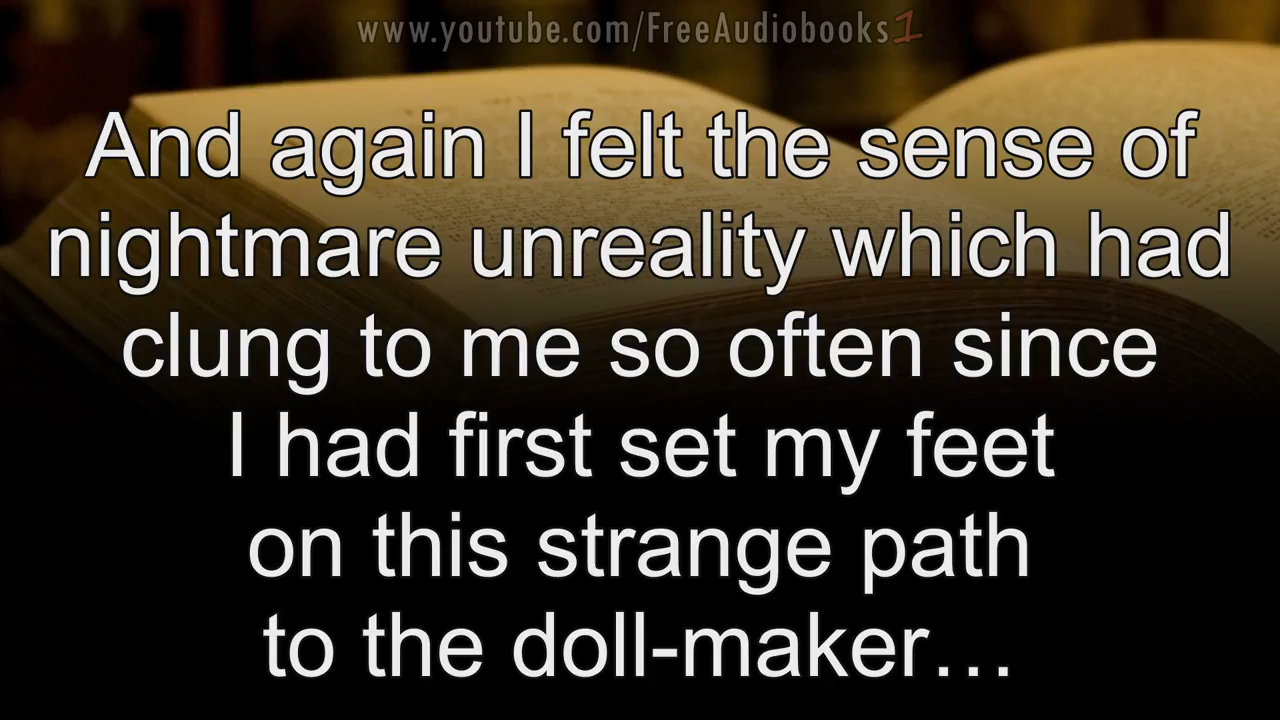 www.youtube.com/FreeAudiobooks1
And again I felt the sense of
nightmare unreality which had
clung to me so often since
I had first set my feet
on this strange path
to the doll-maker…